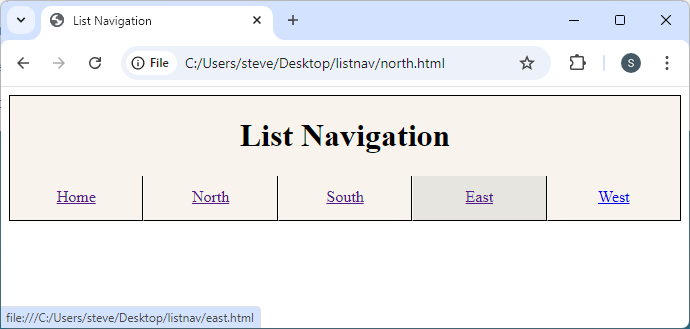 List Navigation
File C:/Users/steve/Desktop/listnav/north.html S
List Navigation
Home North South East West
file:///C:/Users/steve/Desktop/listnav/east.html